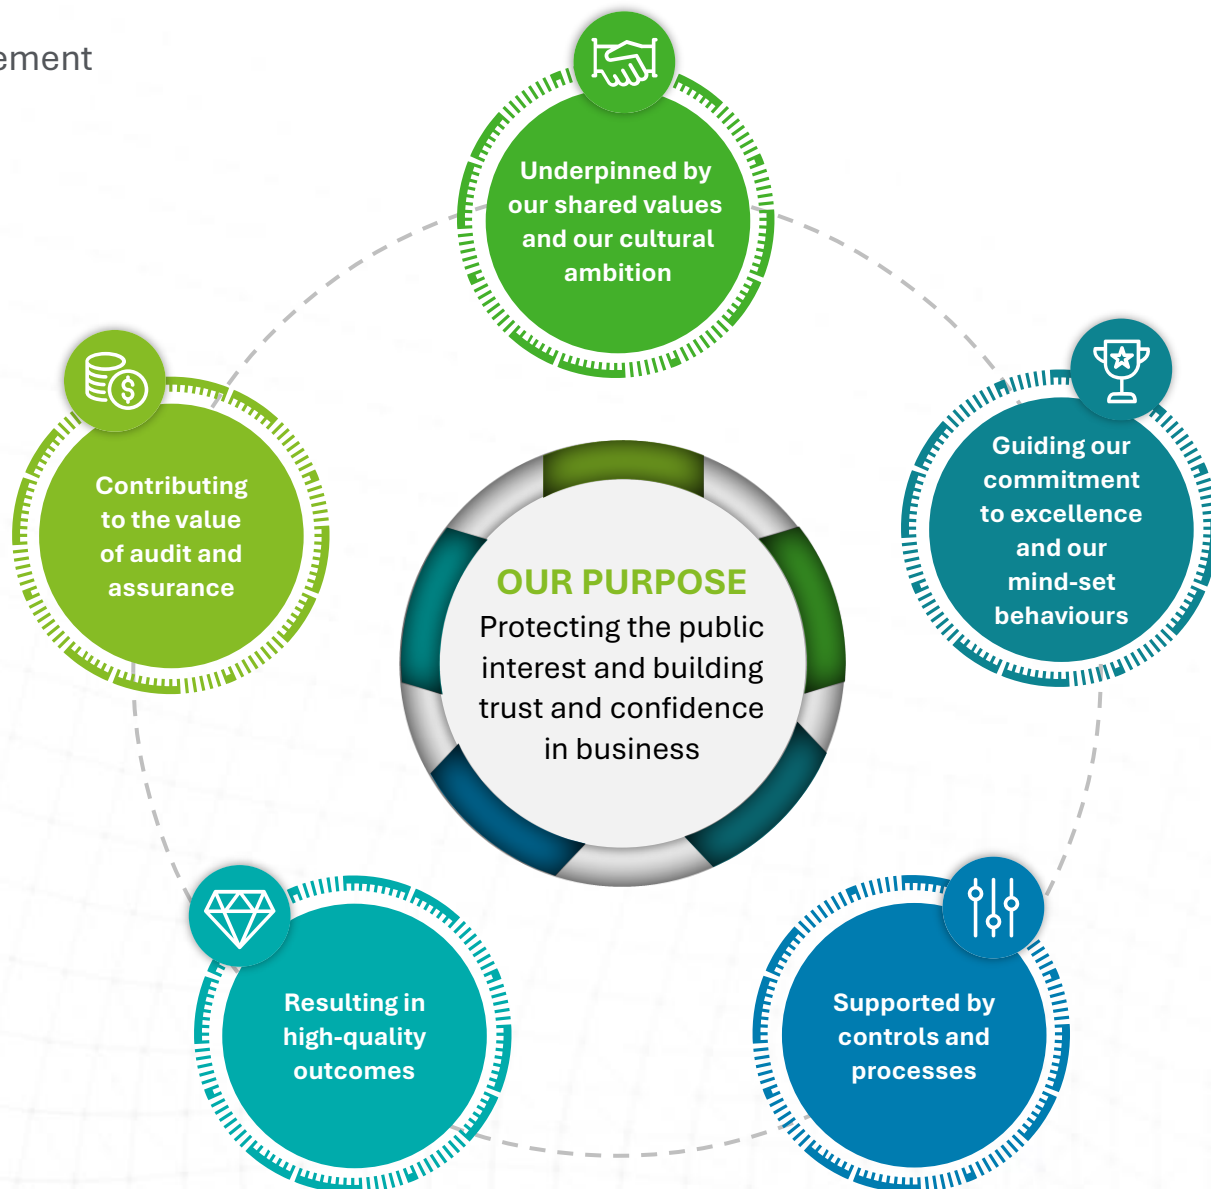 ement
Underpinned by
our shared values
and our cultural
ambition
Guiding our
commitment
to excellence
and our
mind-set
behaviours
Supported by
controls and
processes
Resulting in
high-quality
outcomes
Contributing
to the value
of audit and
assurance
OUR PURPOSE
Protecting the public
interest and building
trust and confidence
in business